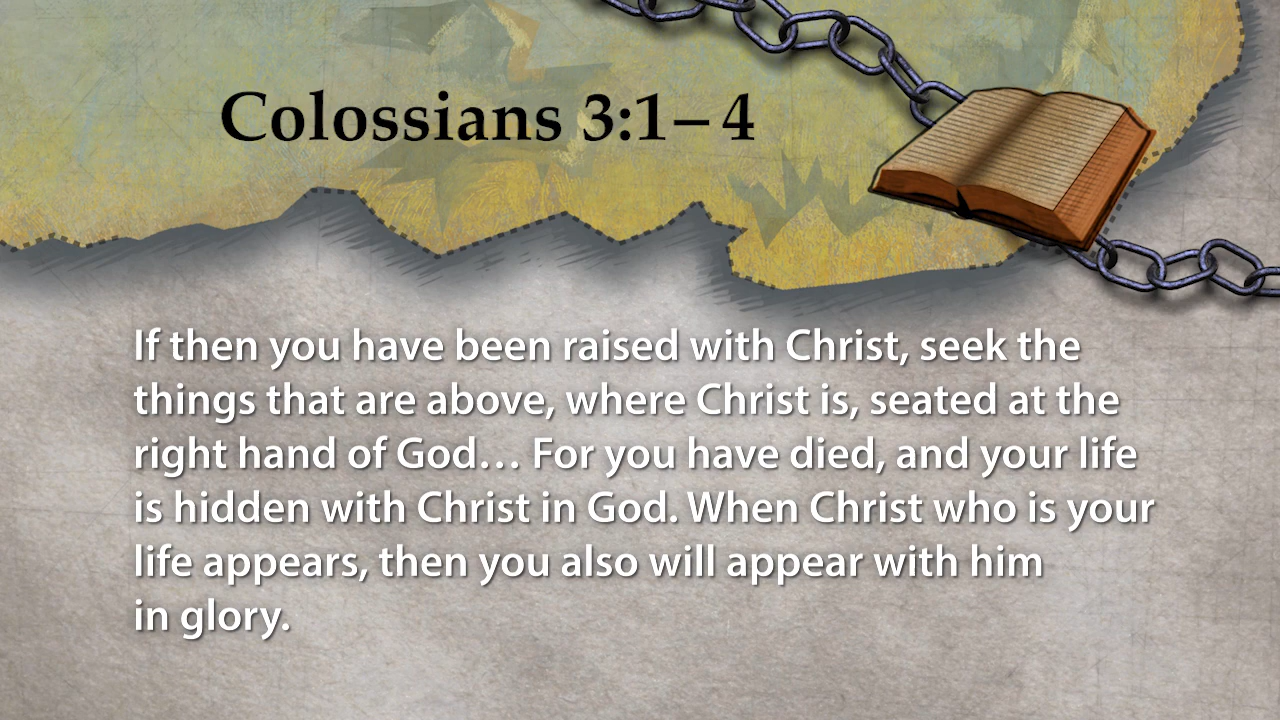 Colossians 3:1–4
If then you have been raised with Christ, seek the
things that are above, where Christ is, seated at the
right hand of God… For you have died, and your life
is hidden with Christ in God. When Christ who is your
life appears, then you also will appear with him
in glory.